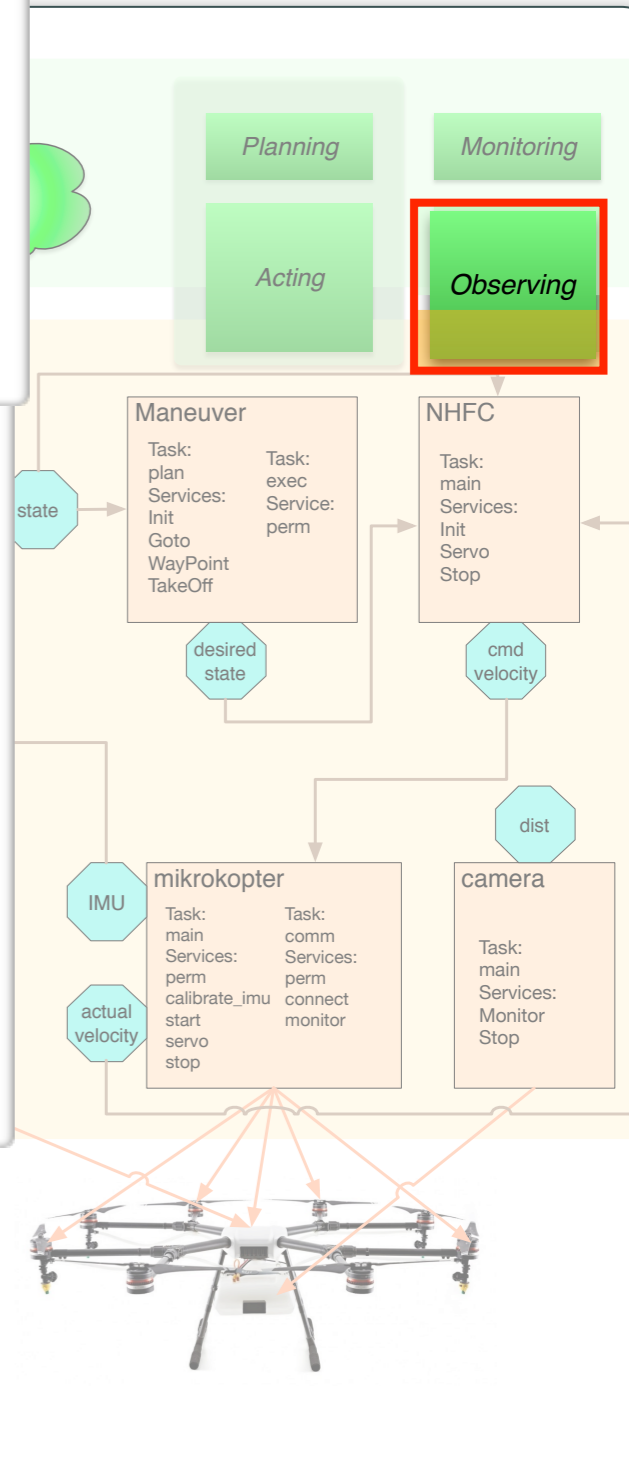 Planning
Monitoring
Acting
Observing
Maneuver
Task:
plan
Services:
Init
Goto
WayPoint
TakeOff
Task:
exec
Service:
perm
NHFC
Task:
main
Services:
Init
Servo
Stop
state
desired
state
cmd
velocity
dist
IMU
actual
velocity
mikrokopter
Task:
main
Services:
perm
calibrate_imu
start
servo
stop
Task:
comm
Services:
perm
connect
monitor
camera
Task:
main
Services:
Monitor
Stop